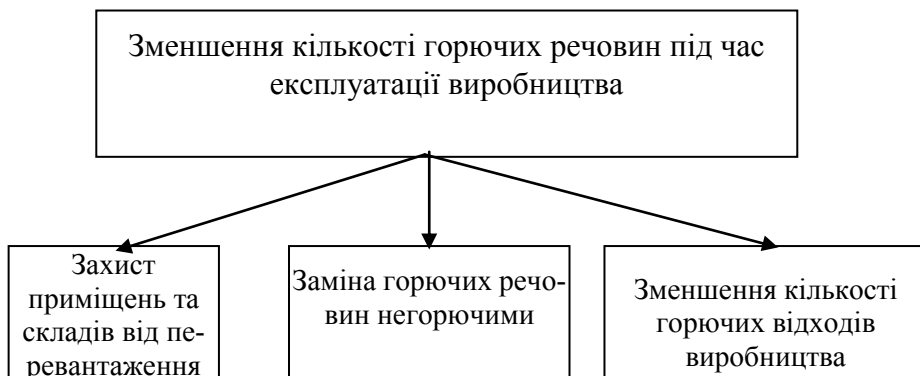 Зменшення кількості горючих речовин під час
експлуатації виробництва
Захист
приміщень та
складів від пе-
ревантаження
Заміна горючих речо-
вин негорючими
Зменшення кількості
горючих відходів
виробництва